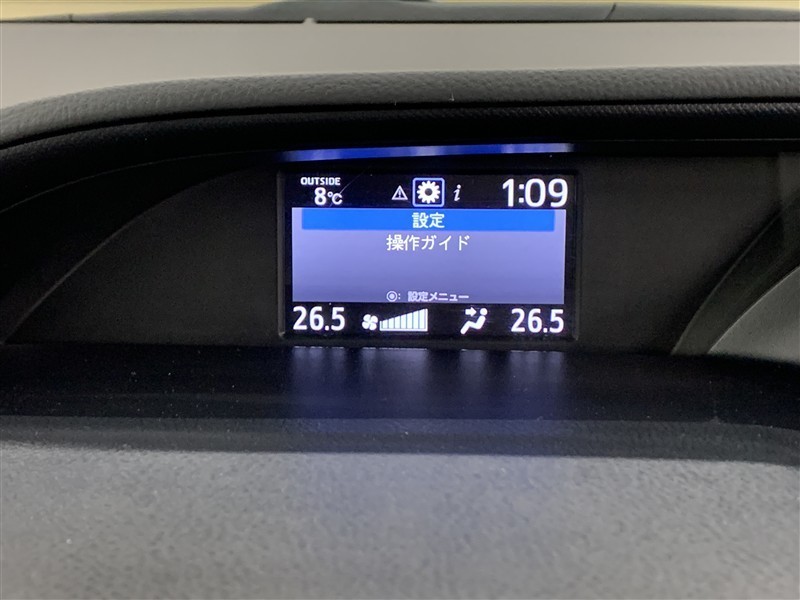 OUTSIDE
8℃ 1:09
設定
操作ガイド
◎: 設定メニュー
26.5 26.5